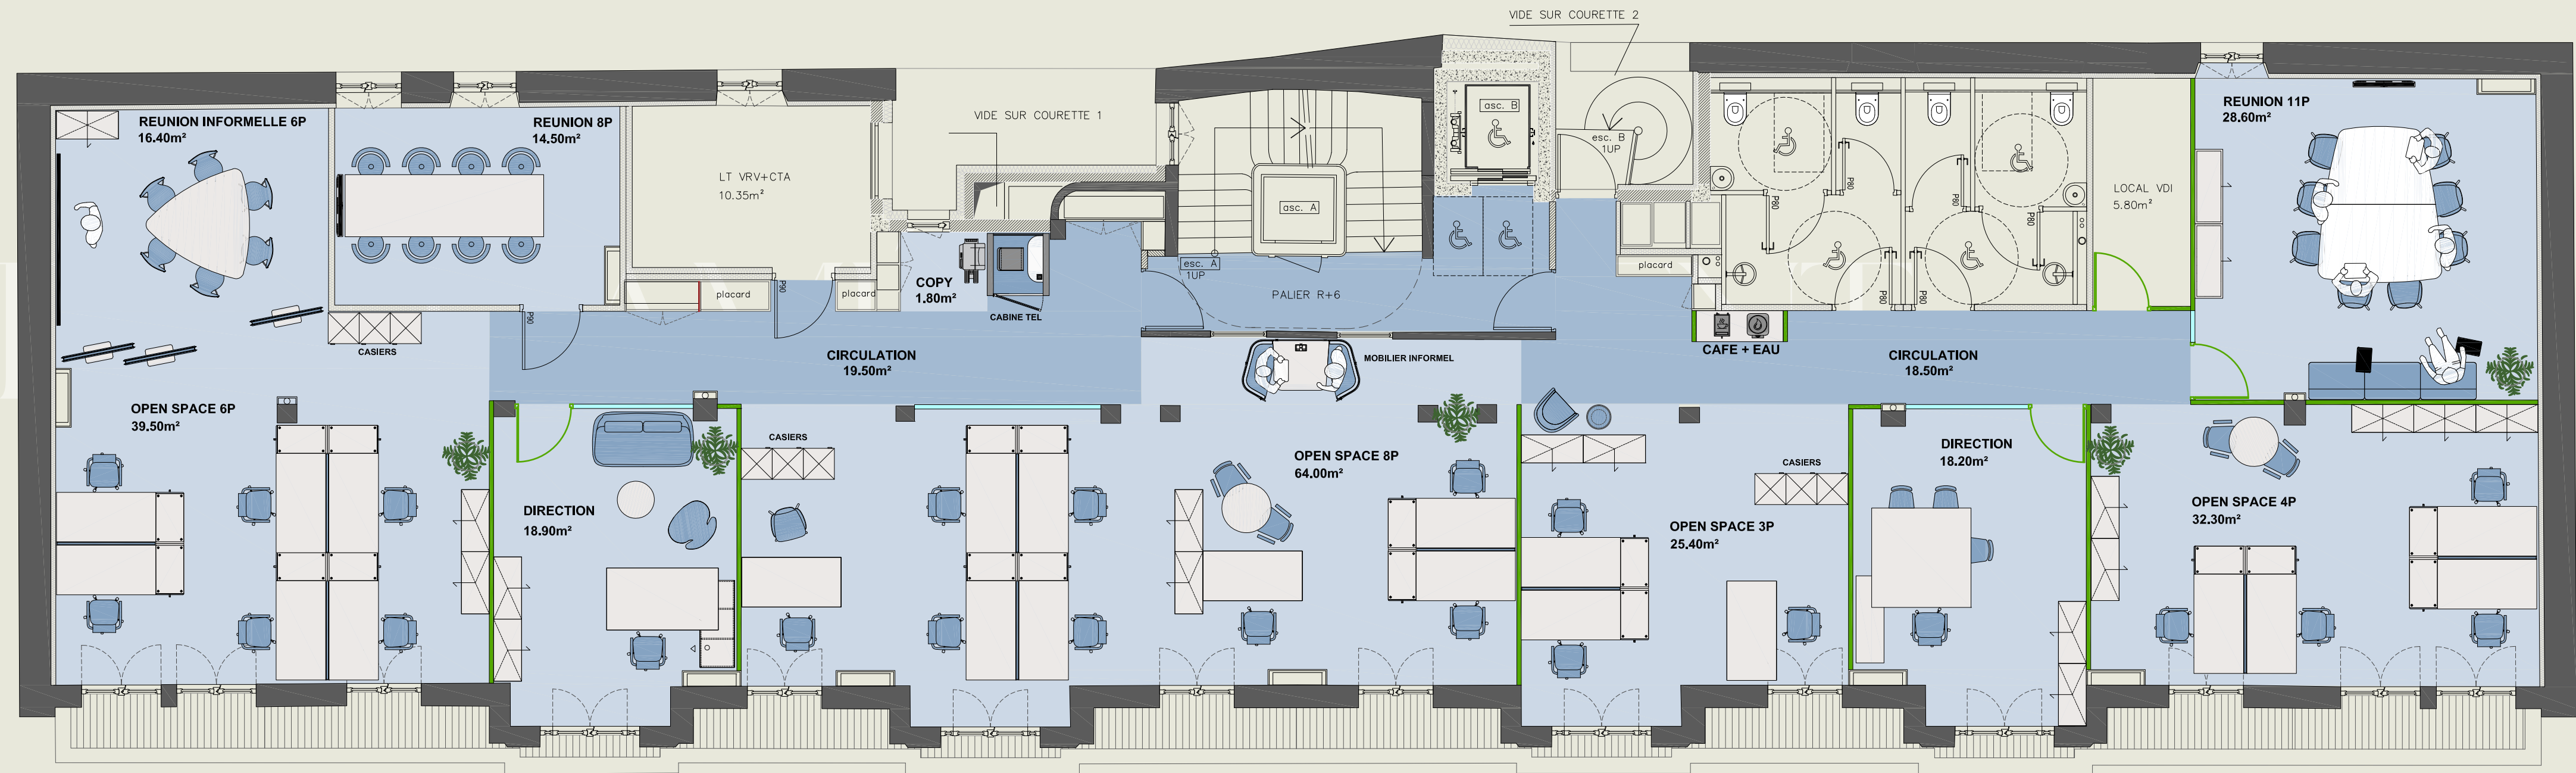 VIDE SUR COURETTE 2
REUNION INFORMELLE 6P
16.40m²
REUNION 8P
14.50m²
LT VRV+CTA
10.35m²
VIDE SUR COURETTE 1
asc. A
asc. B
esc. B
1UP
esc. A
1UP
PALIER R+6
P80
P80
P80
P80
P80
P80
LOCAL VDI
5.80m²
REUNION 11P
28.60m²
placard
P90
placard
COPY
1.80m²
CABINE TEL
placard
P90
CASIERS
CIRCULATION
19.50m²
MOBILIER INFORMEL
CAFE + EAU
CIRCULATION
18.50m²
OPEN SPACE 6P
39.50m²
DIRECTION
18.90m²
CASIERS
OPEN SPACE 8P
64.00m²
CASIERS
OPEN SPACE 3P
25.40m²
DIRECTION
18.20m²
OPEN SPACE 4P
32.30m²